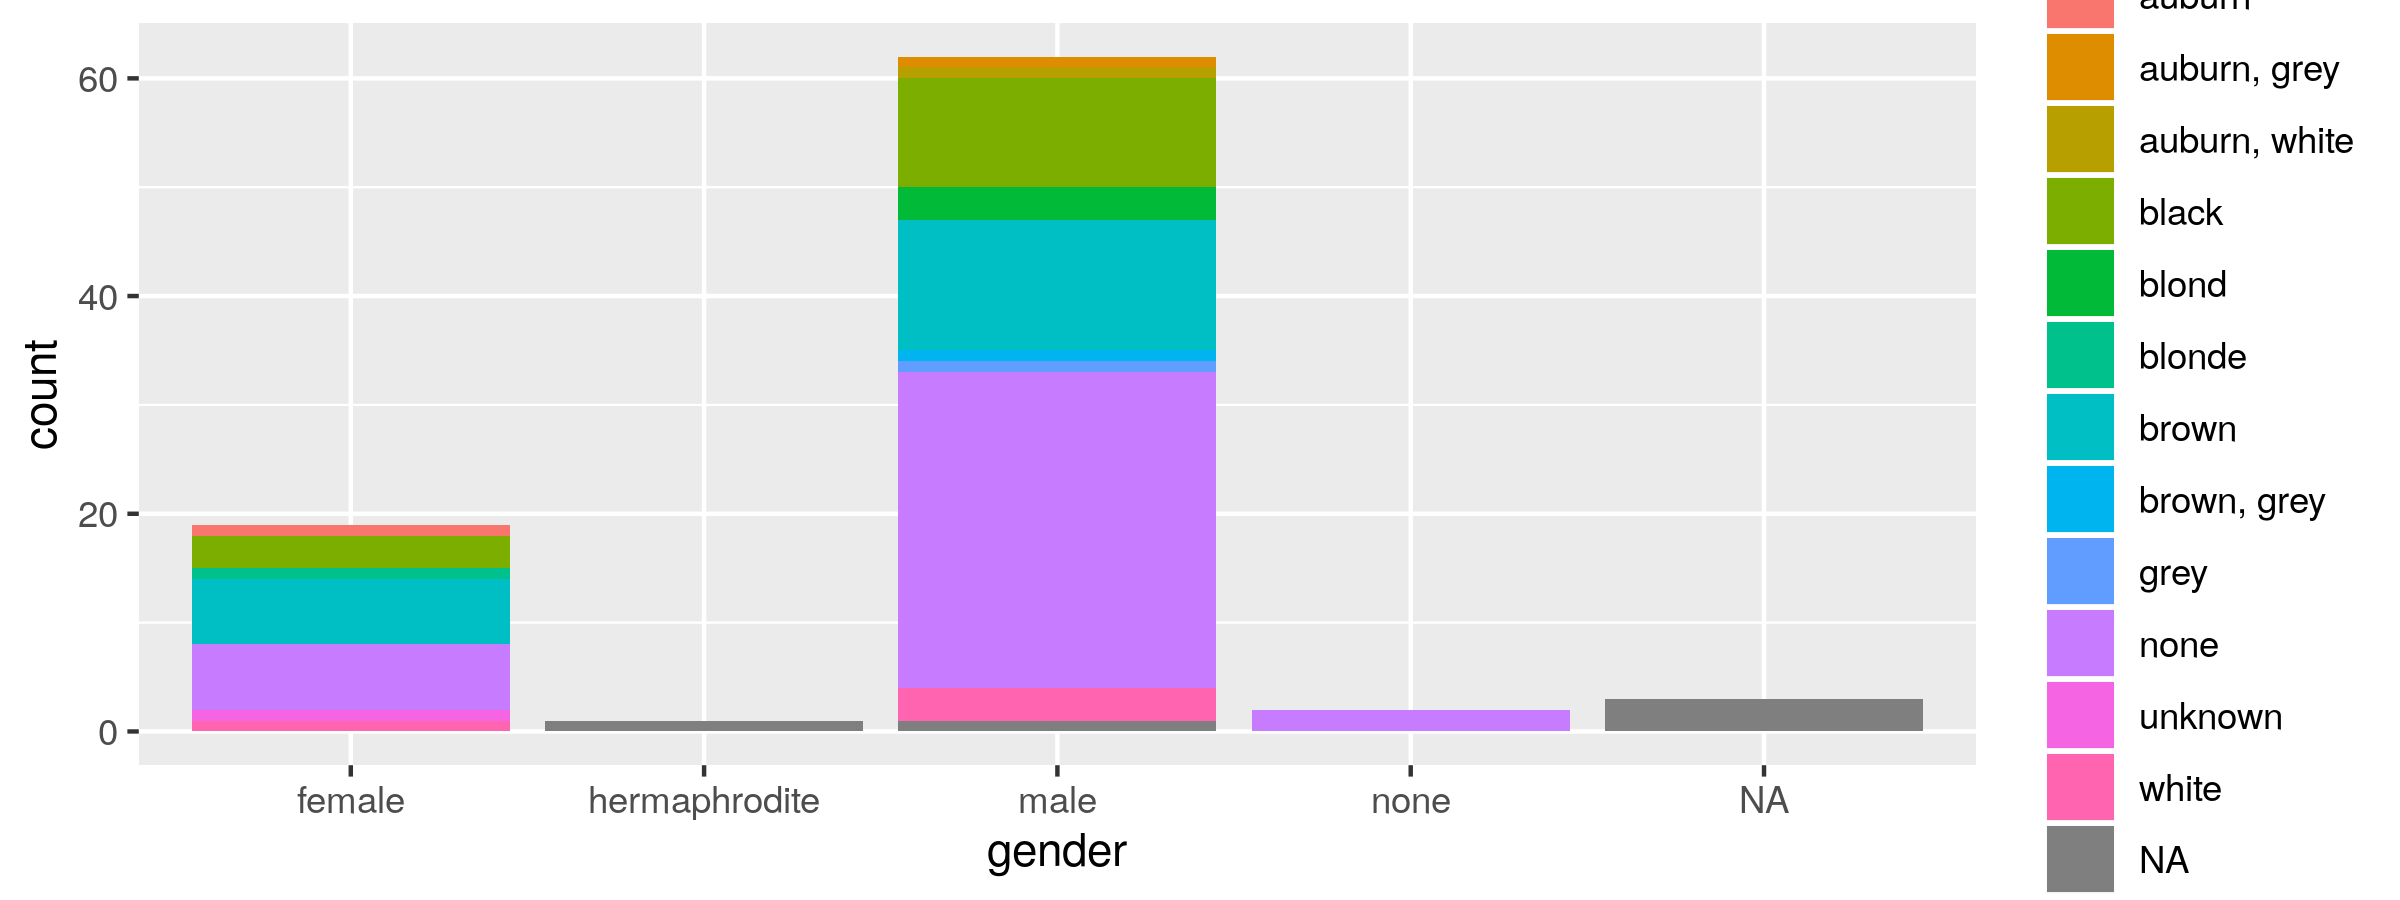 auburn
auburn, grey
auburn, white
black
blond
blonde
brown
brown, grey
grey
none
unknown
white
NA
60
40
20
0
count
female hermaphrodite male none NA
gender